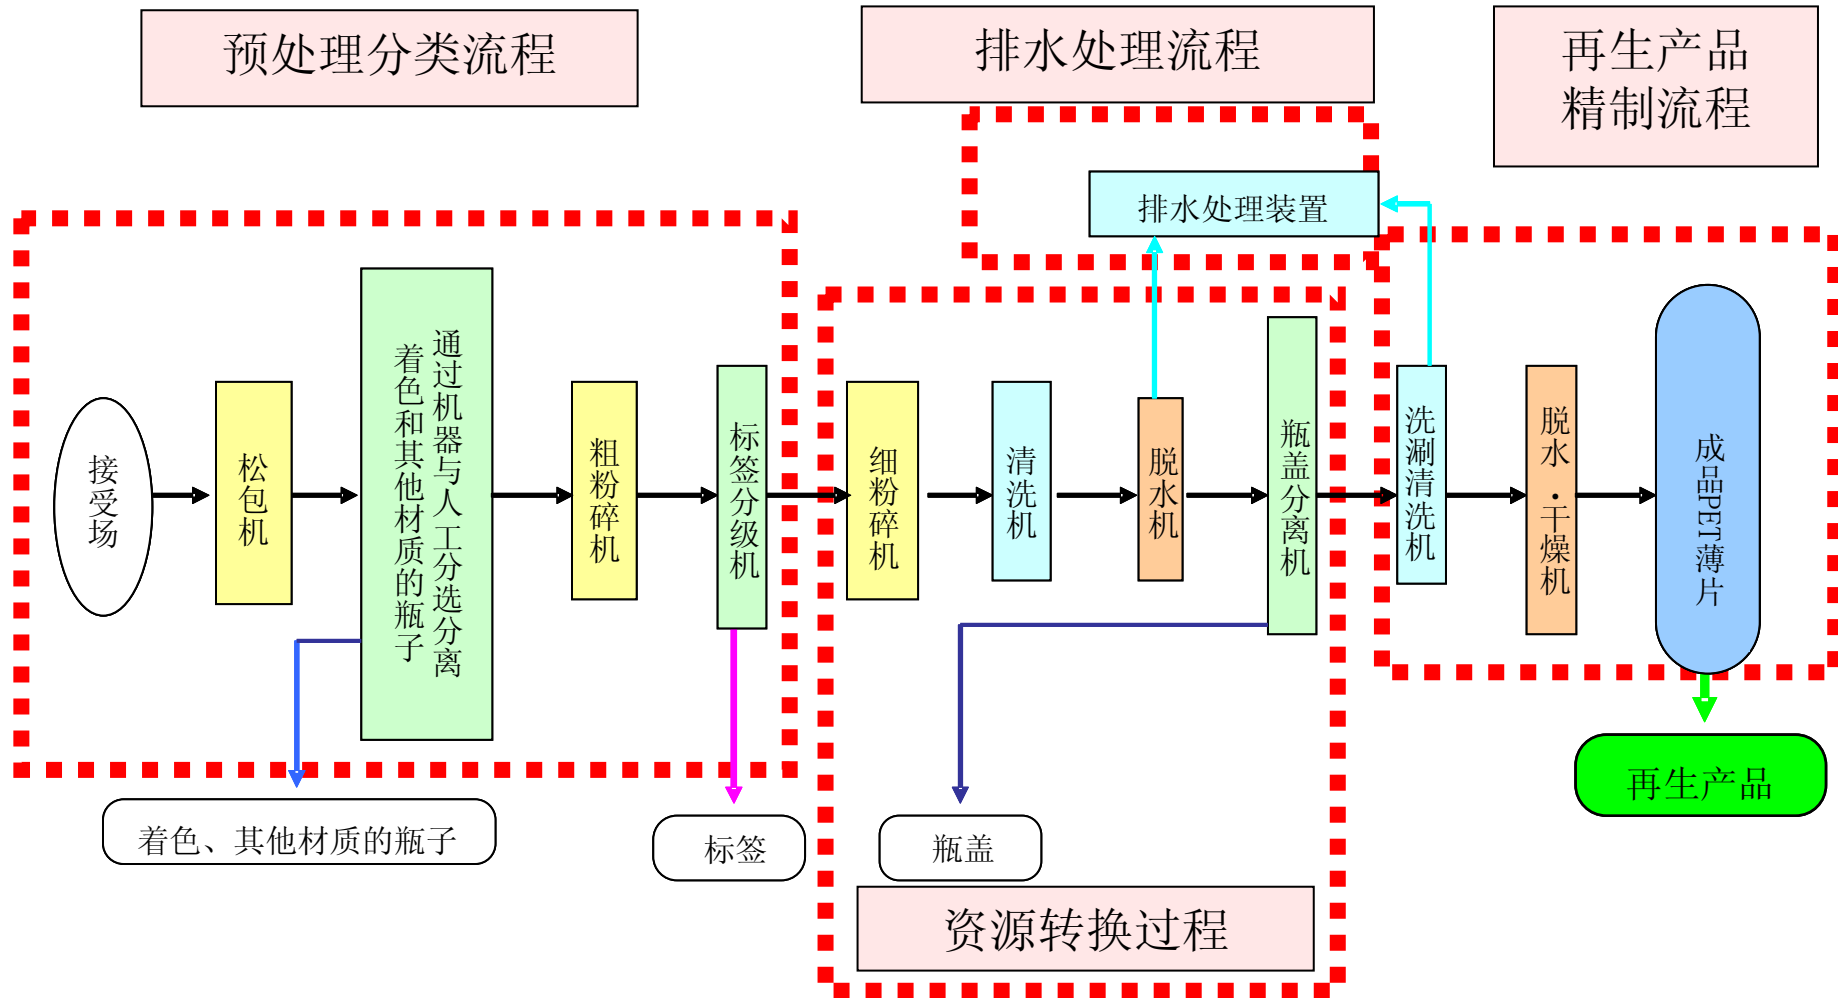 预处理分类流程
排水处理流程
再生产品
精制流程
排水处理装置
接受场
松包机
通过机器与人工分选分离
着色和其他材质的瓶子
粗粉碎机
标签分级机
细粉碎机
清洗机
脱水机
瓶盖分离机
洗涮清洗机
脱水·干燥机
成品PET薄片
着色、其他材质的瓶子
标签
瓶盖
再生产品
资源转换过程